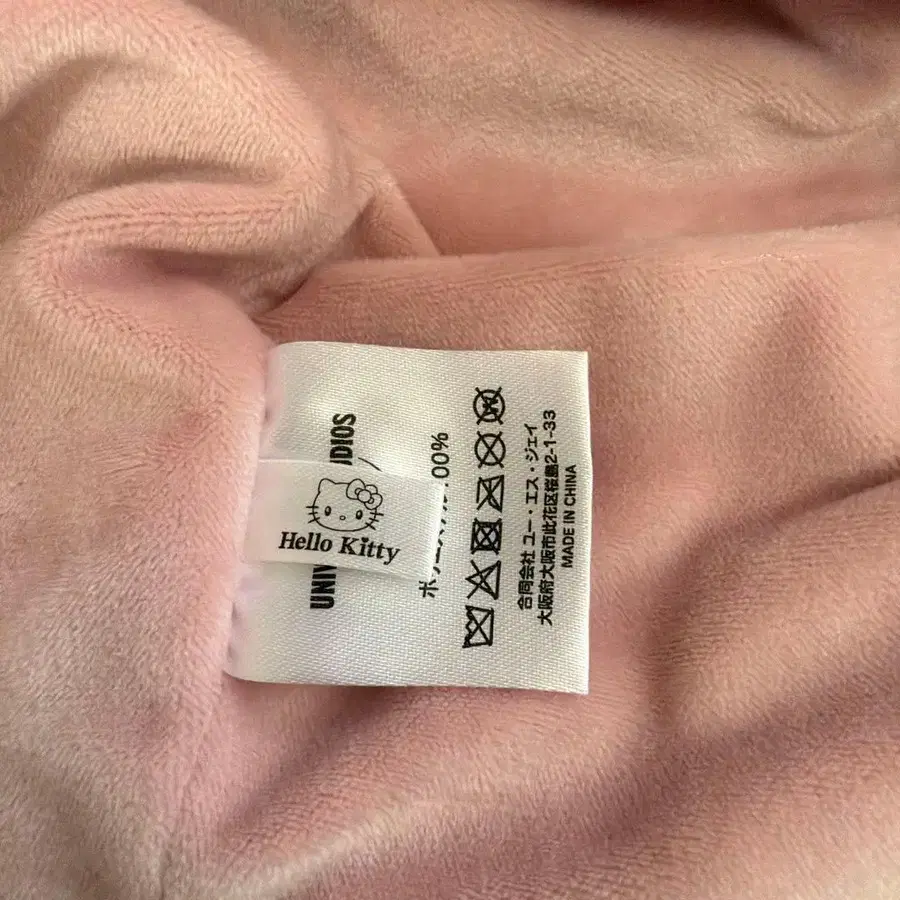 Hello Kitty
UNIV
DIOS
00%
合同会社 ユー・エス・ジェイ
大阪府大阪市此花区桜島2-1-33
MADE IN CHINA